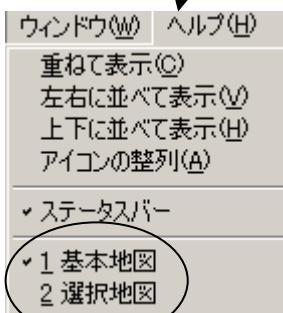 ウィンドウ(W) ヘルプ(H)
重ねて表示(C)
左右に並べて表示(V)
上下に並べて表示(H)
アイコンの整列(A)
ステータスバー
1 基本地図
2 選択地図